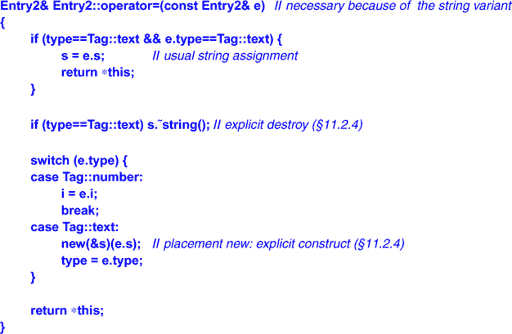 Entry2& Entry2::operator=(const Entry2& e) // necessary because of the string variant
{
if (type==Tag::text && e.type==Tag::text) {
s = e.s; // usual string assignment
return *this;
}
if (type==Tag::text) s.~string(); // explicit destroy (§11.2.4)
switch (e.type) {
case Tag::number:
i = e.i;
break;
case Tag::text:
new(&s)(e.s); // placement new: explicit construct (§11.2.4)
type = e.type;
}
return *this;
}